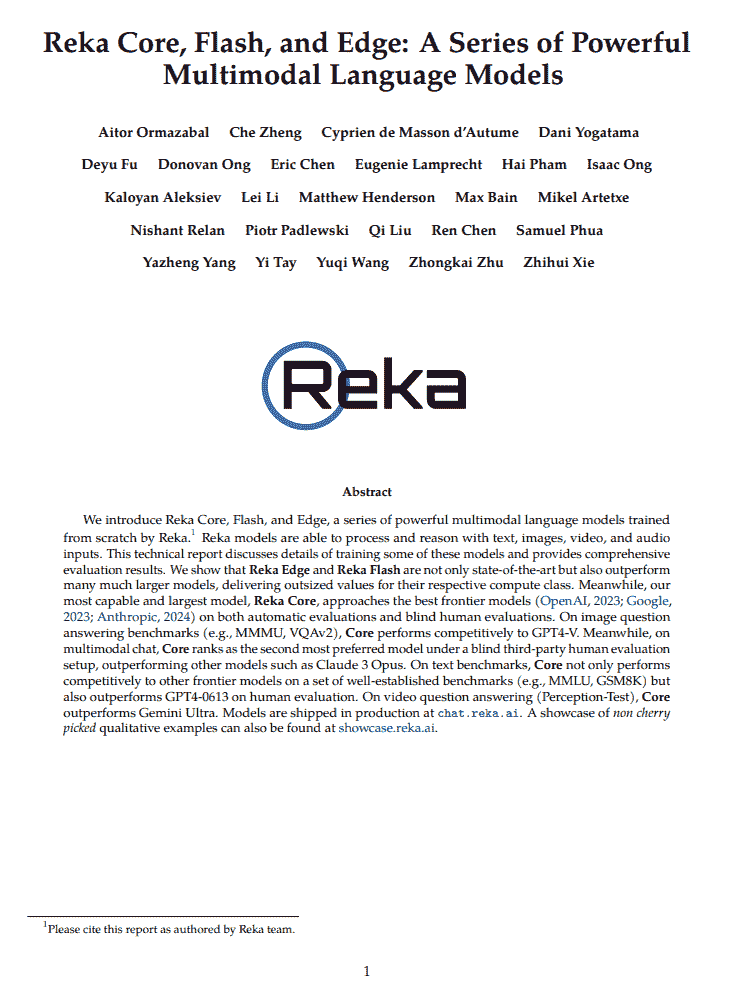 Reka Core, Flash, and Edge: A Series of Powerful
Multimodal Language Models
Aitor Ormazabal Che Zheng Cyprien de Masson d'Autume Dani Yogatama
Deyu Fu Donovan Ong Eric Chen Eugenie Lamprecht Hai Pham Isaac Ong
Kaloyan Aleksiev Lei Li Matthew Henderson Max Bain Mikel Artetxe
Nishant Relan Piotr Padlewski Qi Liu Ren Chen Samuel Phua
Yazheng Yang Yi Tay Yuqi Wang Zhongkai Zhu Zhihui Xie
Reka
Abstract
We introduce Reka Core, Flash, and Edge, a series of powerful multimodal language models trained
from scratch by Reka.¹ Reka models are able to process and reason with text, images, video, and audio
inputs. This technical report discusses details of training some of these models and provides comprehensive
evaluation results. We show that Reka Edge and Reka Flash are not only state-of-the-art but also outperform
many much larger models, delivering outsized values for their respective compute class. Meanwhile, our
most capable and largest model, Reka Core, approaches the best frontier models (OpenAI, 2023; Google,
2023; Anthropic, 2024) on both automatic evaluations and blind human evaluations. On image question
answering benchmarks (e.g., MMMU, VQAv2), Core performs competitively to GPT4-V. Meanwhile, on
multimodal chat, Core ranks as the second most preferred model under a blind third-party human evaluation
setup, outperforming other models such as Claude 3 Opus. On text benchmarks, Core not only performs
competitively to other frontier models on a set of well-established benchmarks (e.g., MMLU, GSM8K) but
also outperforms GPT4-0613 on human evaluation. On video question answering (Perception-Test), Core
outperforms Gemini Ultra. Models are shipped in production at chat.reka.ai. A showcase of non cherry
picked qualitative examples can also be found at showcase.reka.ai.
¹Please cite this report as authored by Reka team.
1